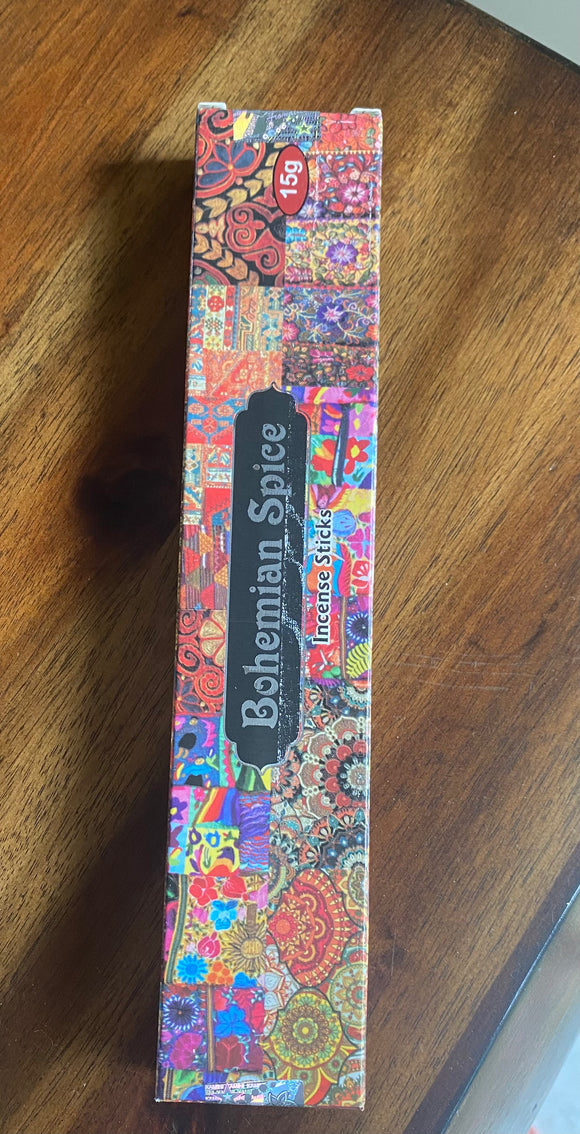 15g
Bohemian Spice
Incense Sticks